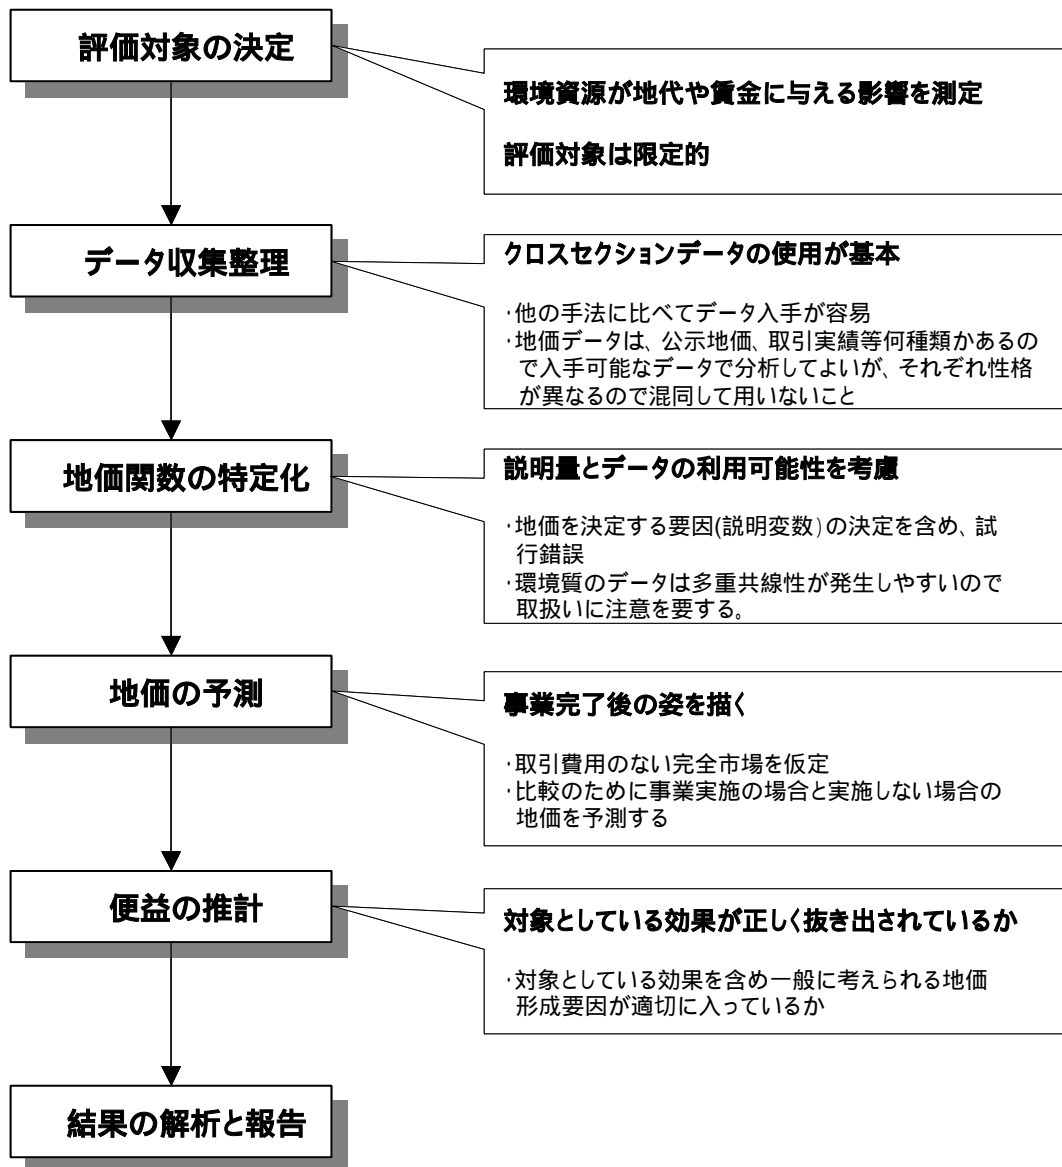 評価対象の決定
環境資源が地代や賃金に与える影響を測定
評価対象は限定的
データ収集整理
クロスセクションデータの使用が基本
・他の手法に比べてデータ入手が容易
・地価データは、公示地価、取引実績等何種類かあるの
で入手可能なデータで分析してよいが、それぞれ性格
が異なるので混同して用いないこと
地価関数の特定化
説明量とデータの利用可能性を考慮
・地価を決定する要因(説明変数)の決定を含め、試
行錯誤
・環境質のデータは多重共線性が発生しやすいので
取扱いに注意を要する。
地価の予測
事業完了後の姿を描く
・取引費用のない完全市場を仮定
・比較のために事業実施の場合と実施しない場合の
地価を予測する
便益の推計
対象としている効果が正しく抜き出されているか
・対象としている効果を含め一般に考えられる地価
形成要因が適切に入っているか
結果の解析と報告